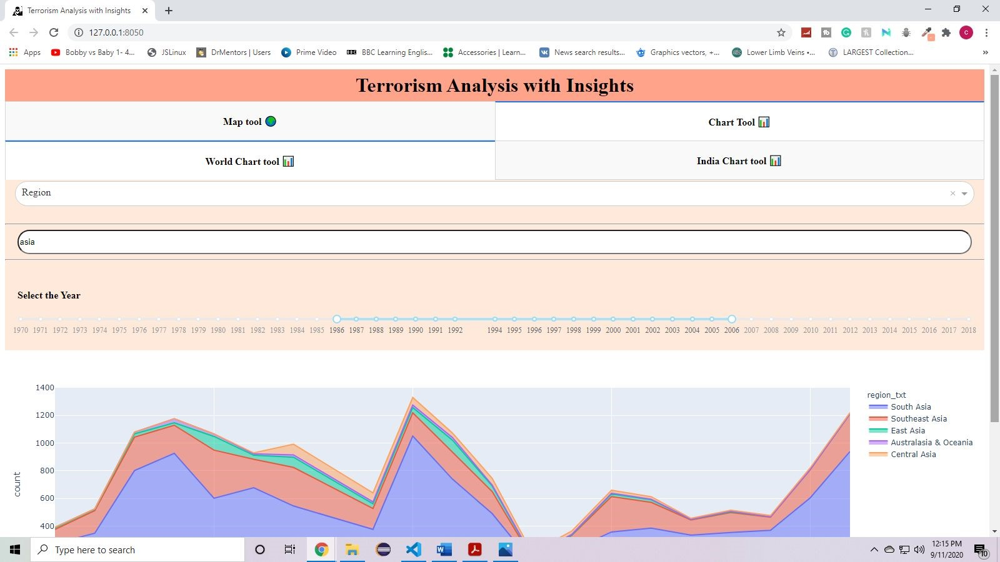 Terrorism Analysis with Insights
127.0.0.1:8050
Apps Bobby vs Baby 1- 4... JSLinux DrMentors | Users Prime Video BBC BBC Learning Englis... Accessories | Learn... News search results... Graphics vectors, +... Lower Limb Veins •... LARGEST Collection... »
Terrorism Analysis with Insights
Map tool Chart Tool
World Chart tool India Chart tool
Region
asia
Select the Year
1970 1971 1972 1973 1974 1975 1976 1977 1978 1979 1980 1981 1982 1983 1984 1985 1986 1987 1988 1989 1990 1991 1992 1994 1995 1996 1997 1998 1999 2000 2001 2002 2003 2004 2005 2006 2007 2008 2009 2010 2011 2012 2013 2014 2015 2016 2017 2018
1400
1200
1000
800
600
400
count
region_txt
South Asia
Southeast Asia
East Asia
Australasia & Oceania
Central Asia
Type here to search
12:15 PM
9/11/2020
10